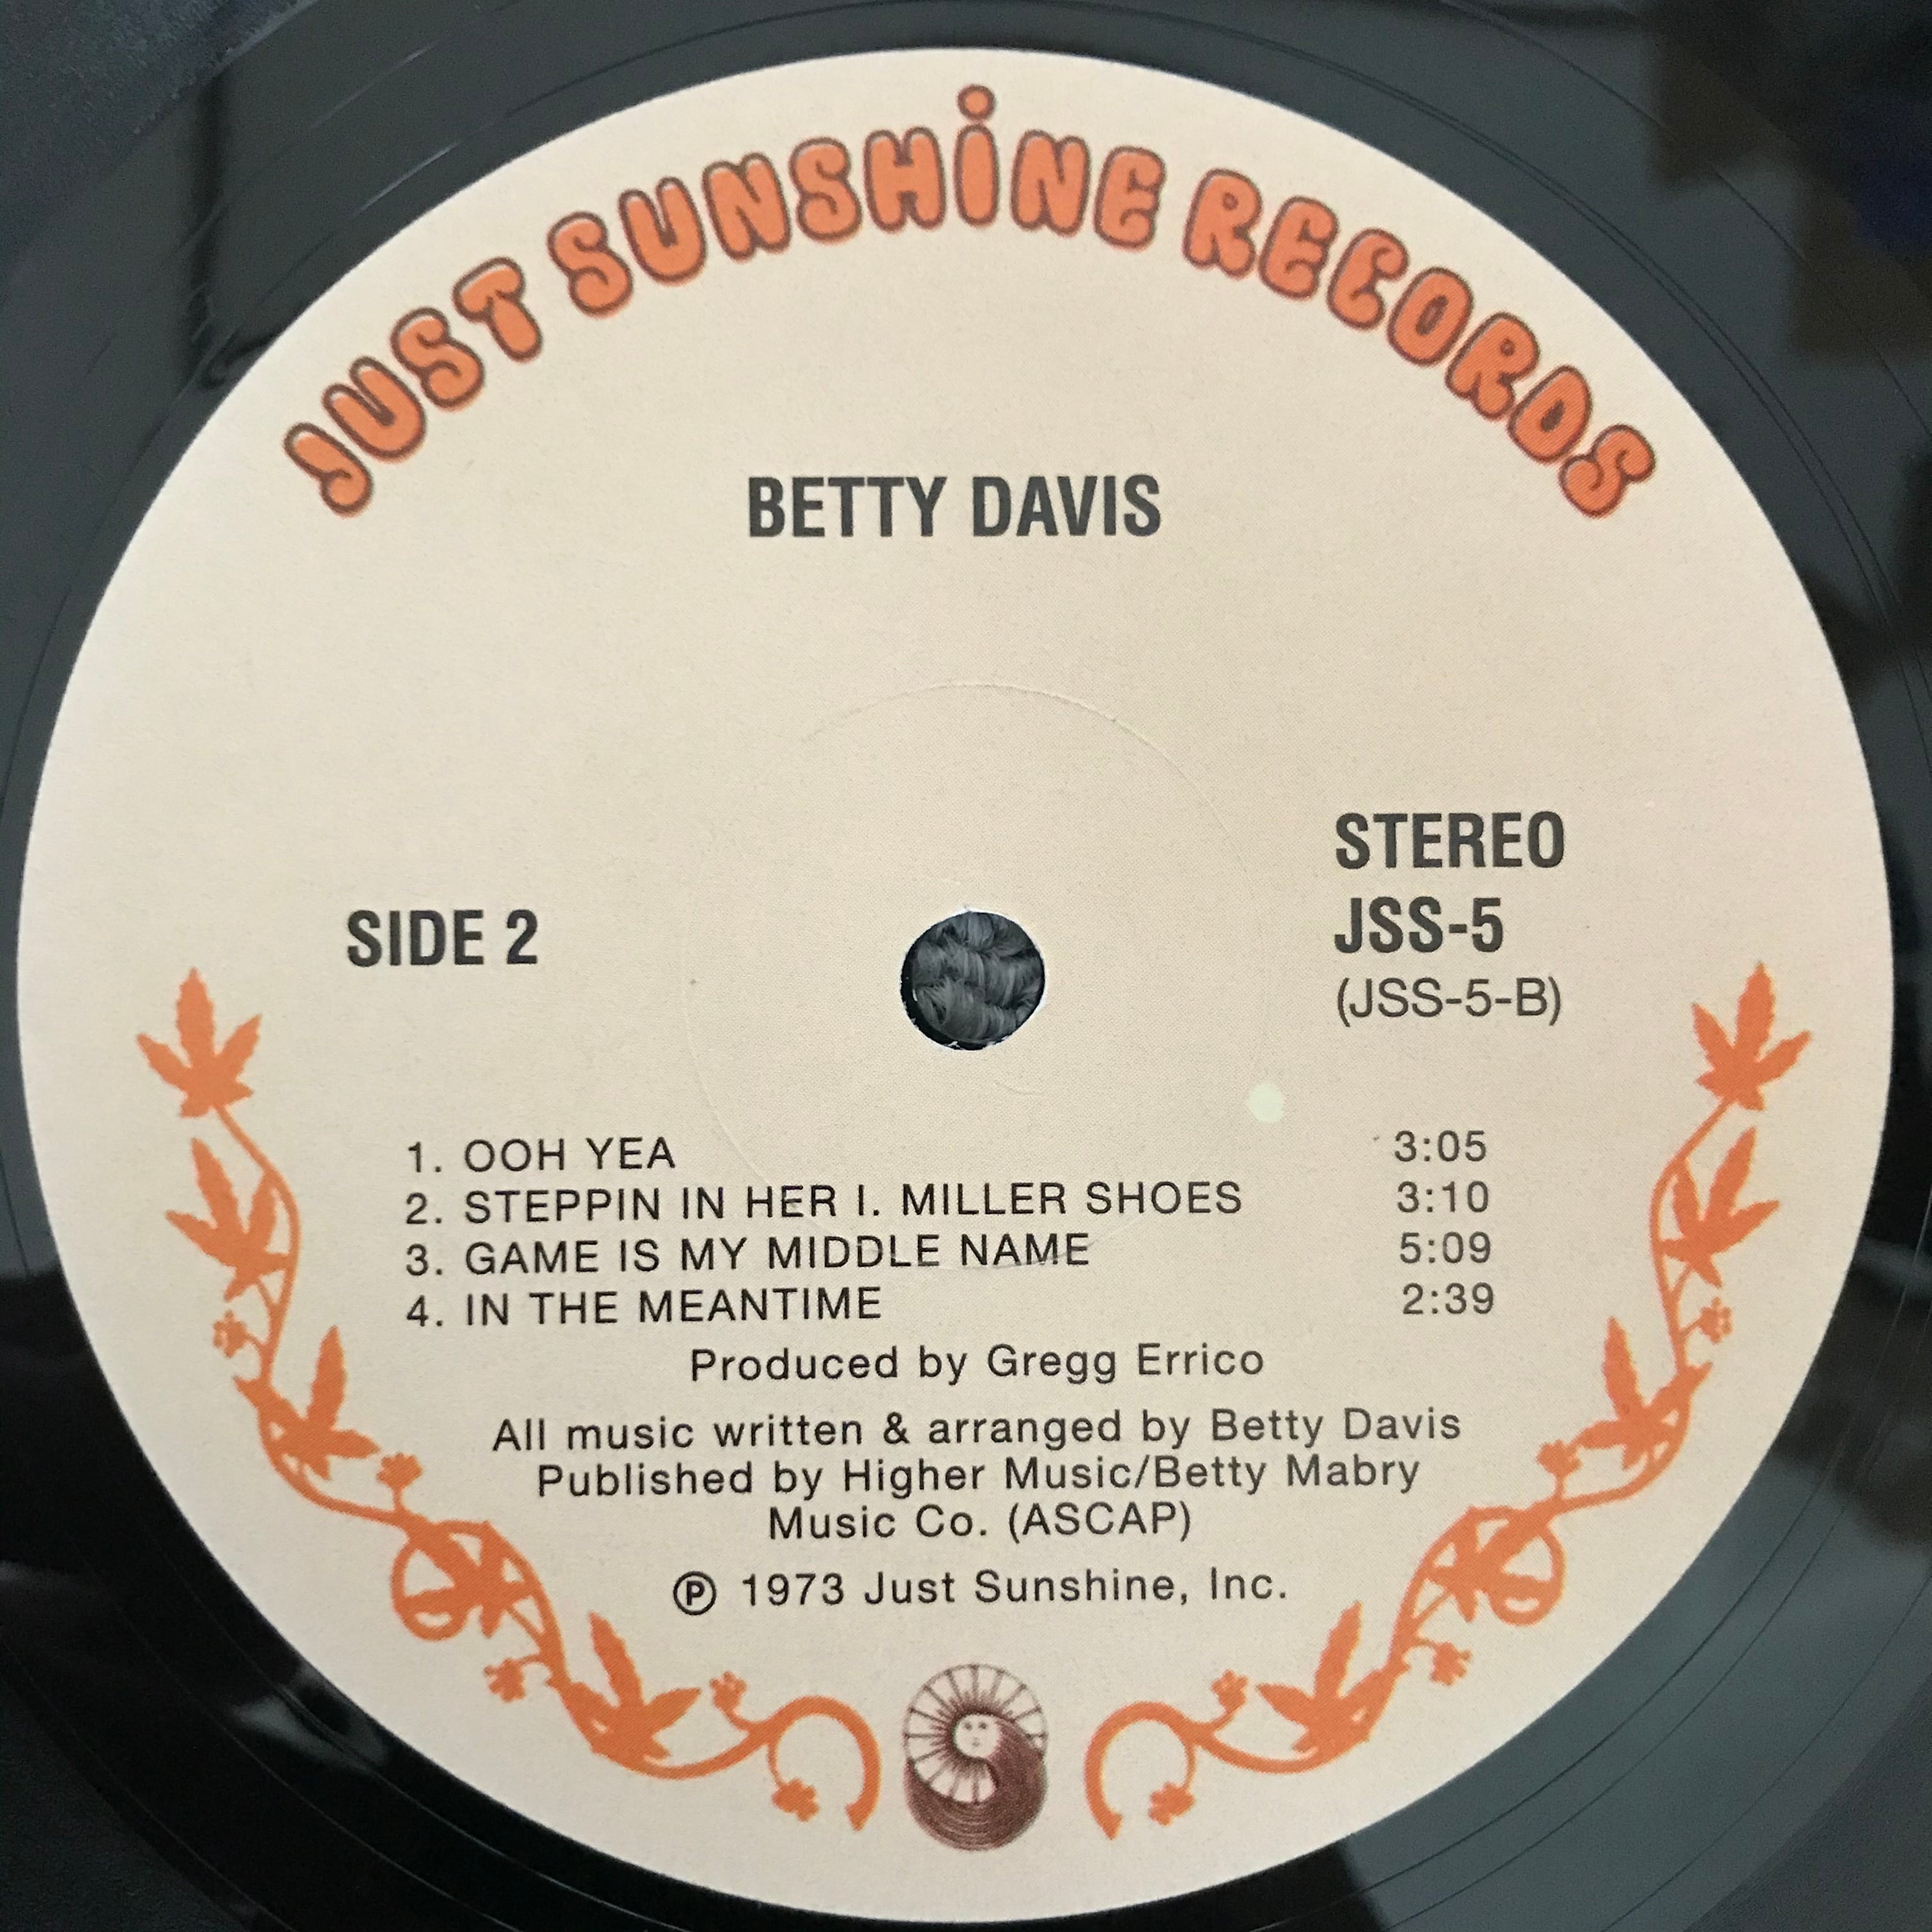 JUST SUNSHINE RECORDS
BETTY DAVIS
STEREO
SIDE 2
JSS-5
(JSS-5-B)
1. OOH YEA 3:05
2. STEPPIN IN HER I. MILLER SHOES 3:10
3. GAME IS MY MIDDLE NAME 5:09
4. IN THE MEANTIME 2:39
Produced by Gregg Errico
All music written & arranged by Betty Davis
Published by Higher Music/Betty Mabry
Music Co. (ASCAP)
℗ 1973 Just Sunshine, Inc.